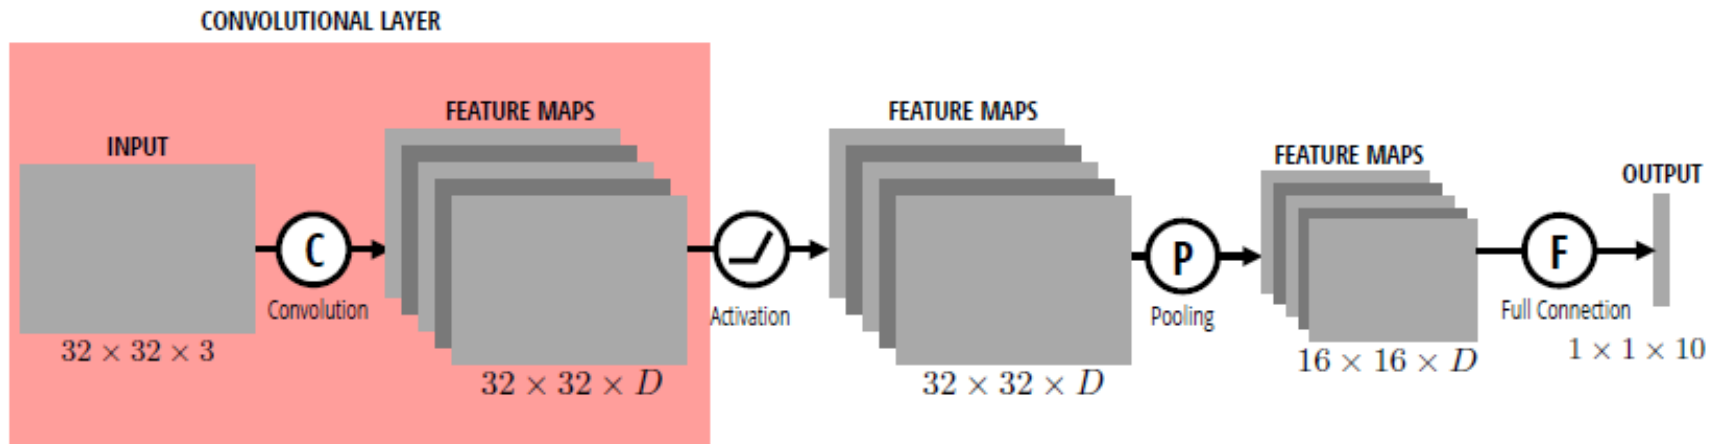 CONVOLUTIONAL LAYER
INPUT
32 × 32 × 3
C
Convolution
FEATURE MAPS
32 × 32 × D
Activation
FEATURE MAPS
32 × 32 × D
P
Pooling
FEATURE MAPS
16 × 16 × D
F
Full Connection
OUTPUT
1 × 1 × 10